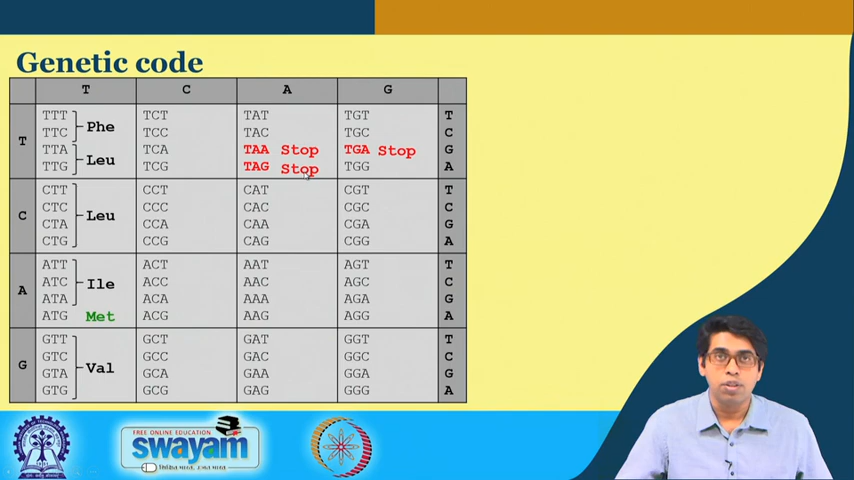 Genetic code
T C A G
TTT TCT TAT TGT T
TTC Phe TCC TAC TGC C
T TTA TCA TAA Stop TGA Stop G
TTG Leu TCG TAG Stop TGG A
CTT CCT CAT CGT T
C CTC Leu CCC CAC CGC C
CTA CCA CAA CGA G
CTG CCG CAG CGG A
ATT ACT AAT AGT T
ATC Ile ACC AAC AGC C
A ATA ACA AAA AGA G
ATG Met ACG AAG AGG A
GTT GCT GAT GGT T
GTC GCC GAC GGC C
G GTA Val GCA GAA GGA G
GTG GCG GAG GGG A
FREE ONLINE EDUCATION
swayam